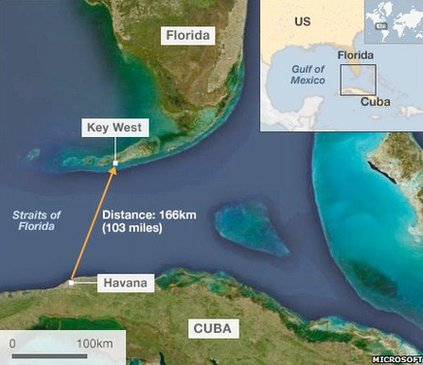 Florida
US
Florida
Gulf of
Mexico
Cuba
Key West
Straits of
Florida
Distance: 166km
(103 miles)
Havana
CUBA
0 100km
MICROSOFT